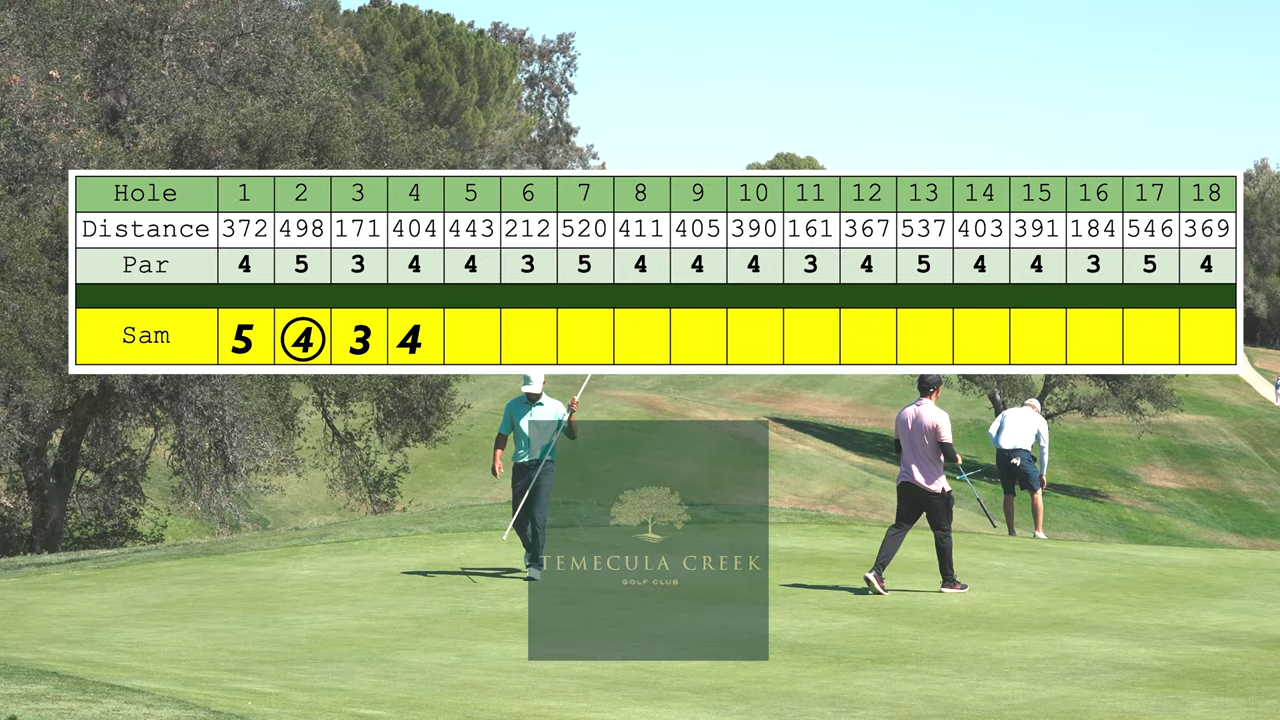 Hole 1 2 3 4 5 6 7 8 9 10 11 12 13 14 15 16 17 18
Distance 372 498 171 404 443 212 520 411 405 390 161 367 537 403 391 184 546 369
Par 4 5 3 4 4 3 5 4 4 4 3 4 5 4 4 3 5 4
Sam 5 4 3 4
TEMECULA CREEK
GOLF CLUB